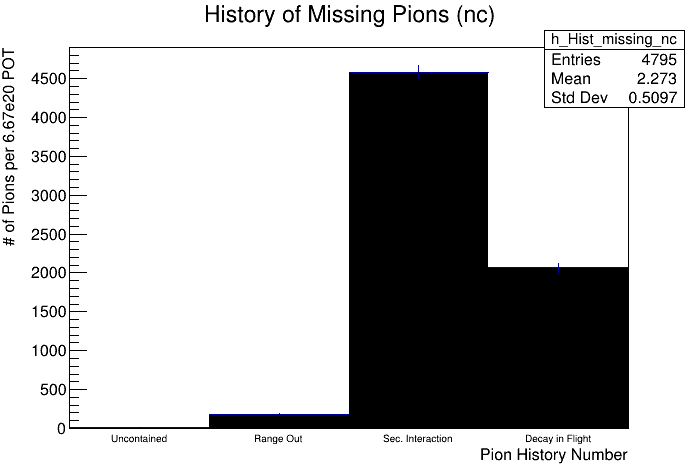 History of Missing Pions (nc)
h_Hist_missing_nc
Entries 4795
Mean 2.273
Std Dev 0.5097
# of Pions per 6.67e20 POT
4500
4000
3500
3000
2500
2000
1500
1000
500
0
Uncontained Range Out Sec. Interaction Decay in Flight
Pion History Number